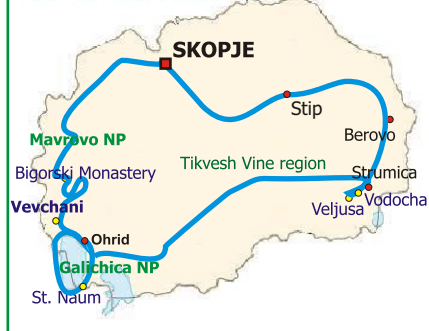 SKOPJE
Stip
Berovo
Mavrovo NP
Tikvesh Vine region
Bigorski Monastery
Strumica
Vodocha
Veljusa
Vevchani
Ohrid
Galichica NP
St. Naum